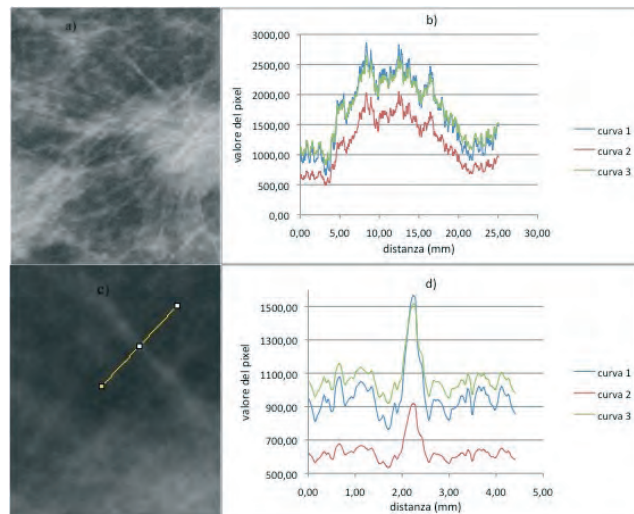 a)
b)
valore del pixel
3000,00
2500,00
2000,00
1500,00
1000,00
500,00
0,00
0,00 5,00 10,00 15,00 20,00 25,00 30,00
distanza (mm)
curva 1
curva 2
curva 3
c)
d)
valore del pixel
1500,00
1300,00
1100,00
900,00
700,00
500,00
0,00 1,00 2,00 3,00 4,00 5,00
distanza (mm)
curva 1
curva 2
curva 3